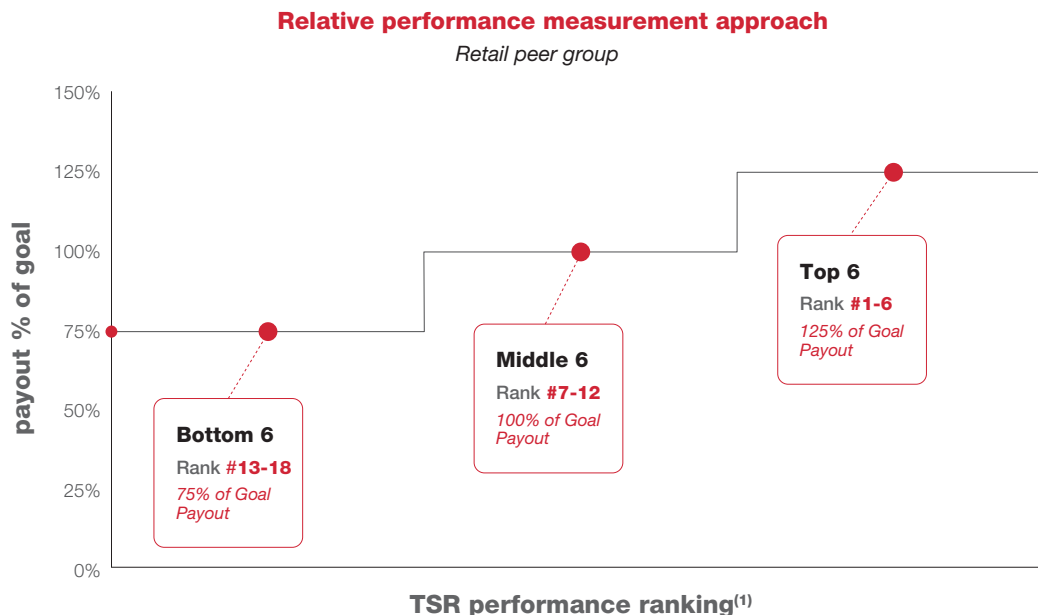 Relative performance measurement approach
Retail peer group
payout % of goal
150%
125%
100%
75%
50%
25%
0%
Bottom 6
Rank #13-18
75% of Goal
Payout
Middle 6
Rank #7-12
100% of Goal
Payout
Top 6
Rank #1-6
125% of Goal
Payout
TSR performance ranking(1)